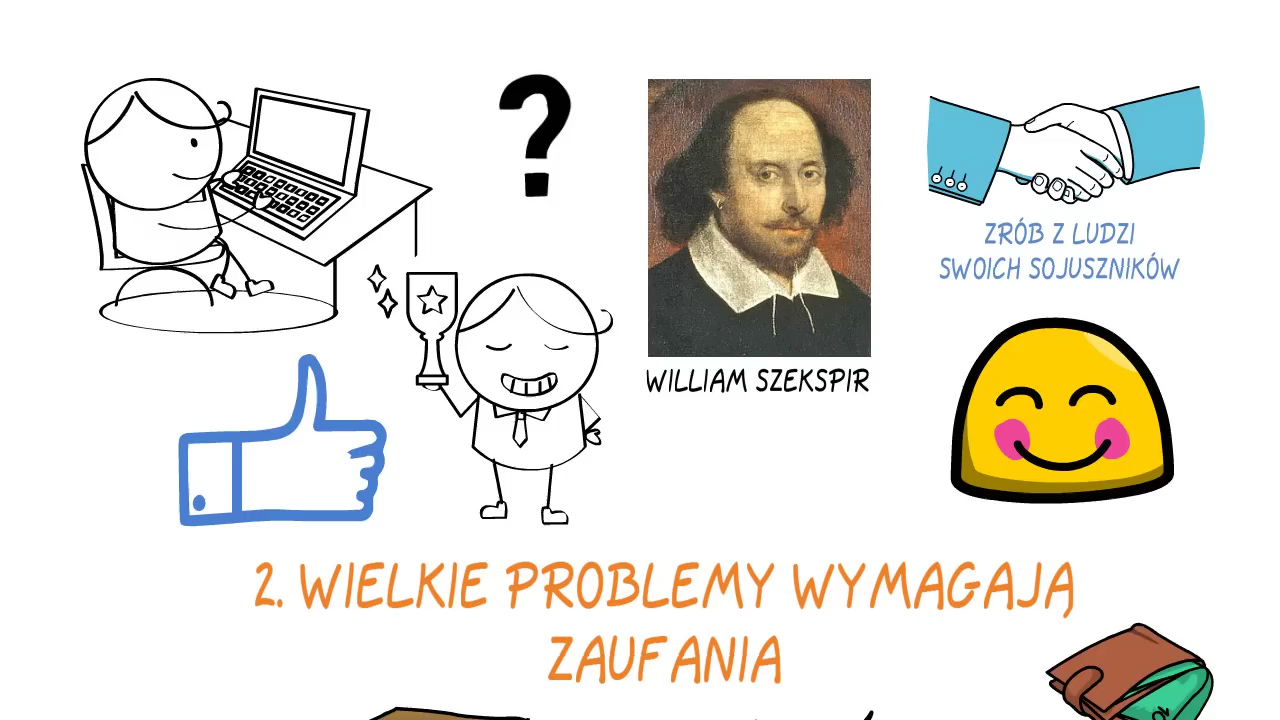 ?
ZRÓB Z LUDZI
SWOICH SOJUSZNIKÓW
WILLIAM SZEKSPIR
2. WIELKIE PROBLEMY WYMAGAJĄ
ZAUFANIA